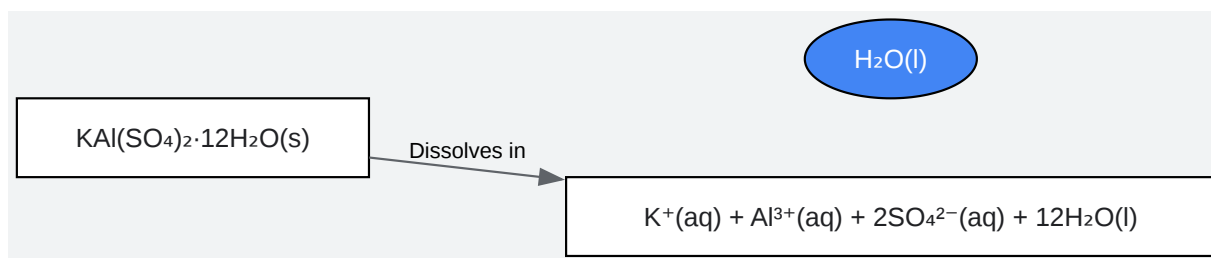 H₂O(l)
KAl(SO₄)₂·12H₂O(s)
Dissolves in
K⁺(aq) + Al³⁺(aq) + 2SO₄²⁻(aq) + 12H₂O(l)